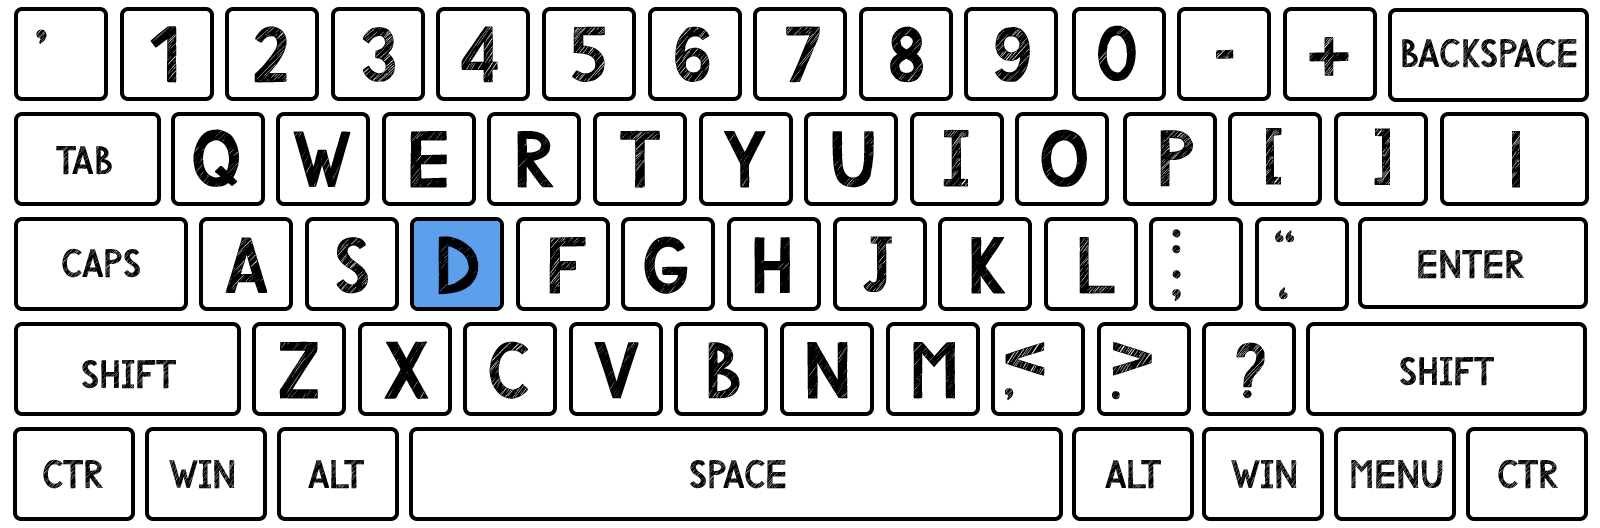 ’ 1 2 3 4 5 6 7 8 9 0 - + BACKSPACE
TAB Q W E R T Y U I O P [ ] |
CAPS A S D F G H J K L : ; “ ‘ ENTER
SHIFT Z X C V B N M < , > . ? SHIFT
CTR WIN ALT SPACE ALT WIN MENU CTR